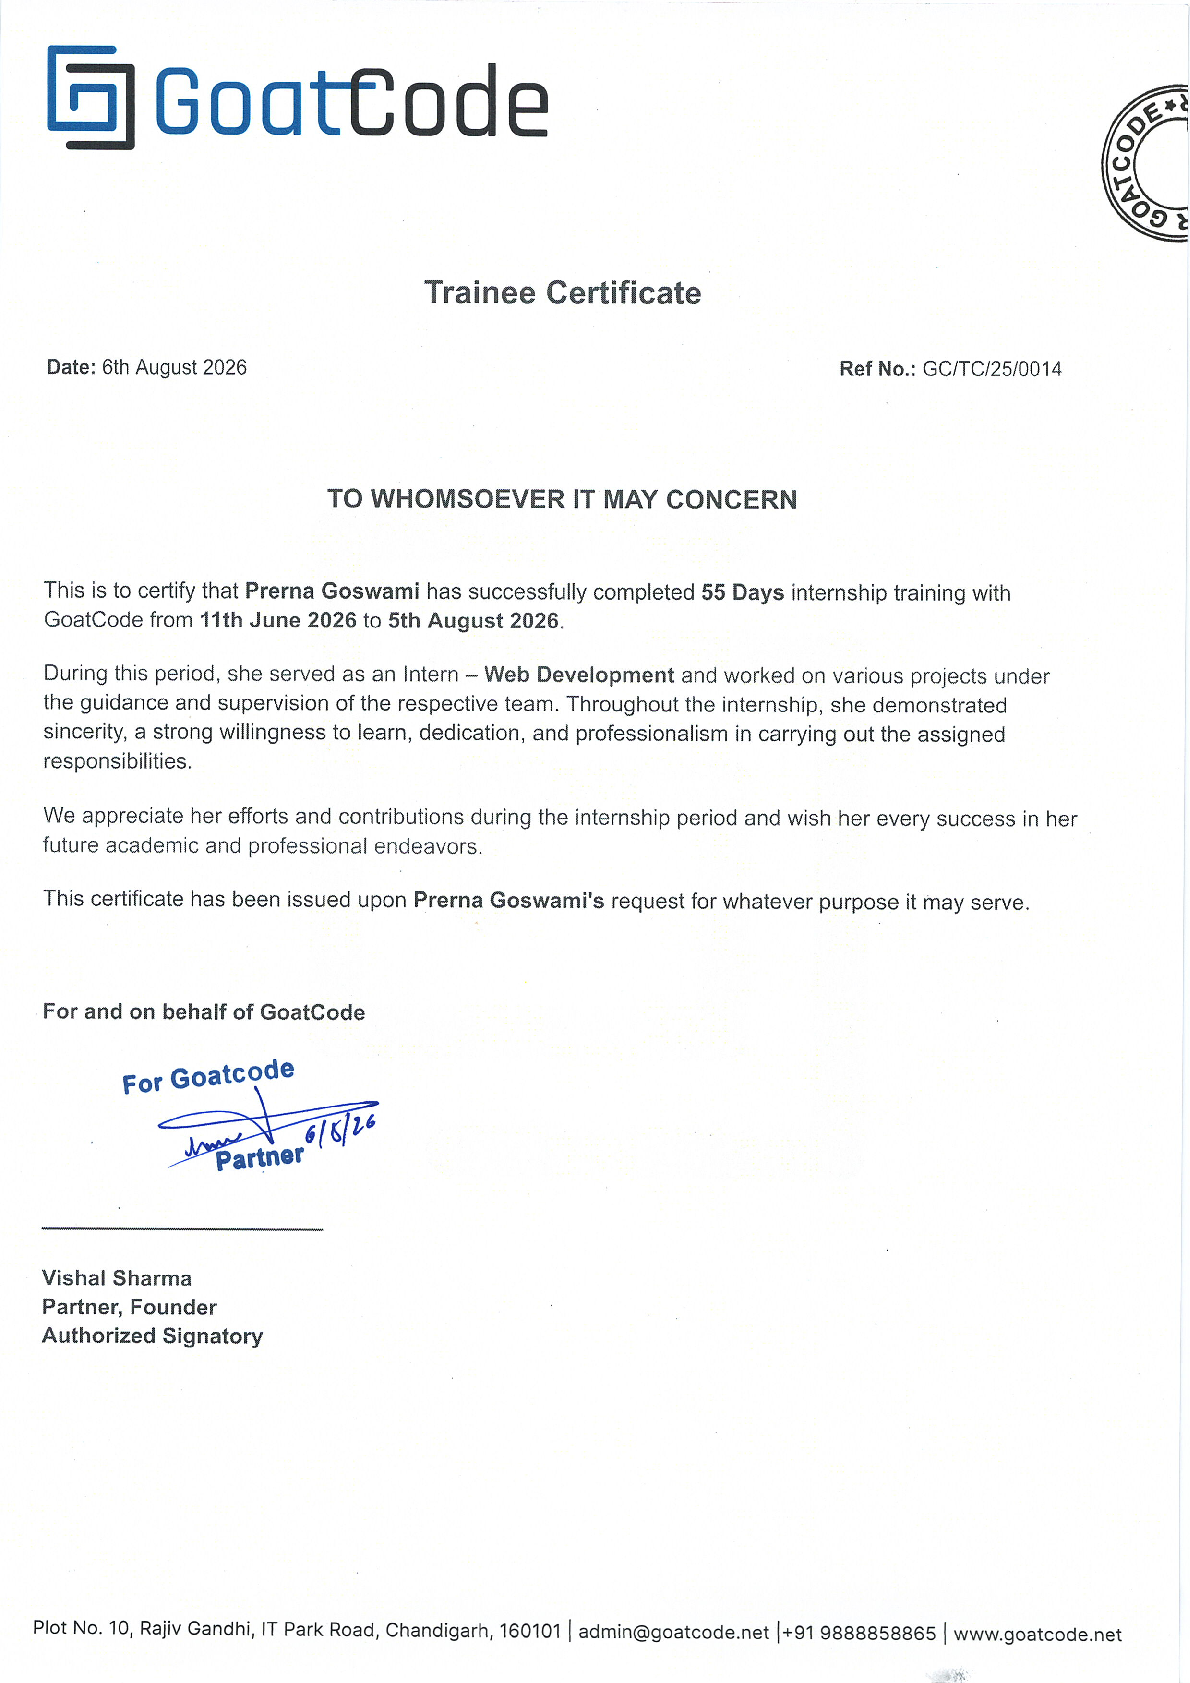 GoatCode
GOATCODE★
Trainee Certificate
Date: 6th August 2026
Ref No.: GC/TC/25/0014
TO WHOMSOEVER IT MAY CONCERN
This is to certify that Prerna Goswami has successfully completed 55 Days internship training with
GoatCode from 11th June 2026 to 5th August 2026.
During this period, she served as an Intern – Web Development and worked on various projects under
the guidance and supervision of the respective team. Throughout the internship, she demonstrated
sincerity, a strong willingness to learn, dedication, and professionalism in carrying out the assigned
responsibilities.
We appreciate her efforts and contributions during the internship period and wish her every success in her
future academic and professional endeavors.
This certificate has been issued upon Prerna Goswami's request for whatever purpose it may serve.
For and on behalf of GoatCode
For Goatcode
6/8/26
Partner
Vishal Sharma
Partner, Founder
Authorized Signatory
Plot No. 10, Rajiv Gandhi, IT Park Road, Chandigarh, 160101 | admin@goatcode.net |+91 9888858865 | www.goatcode.net